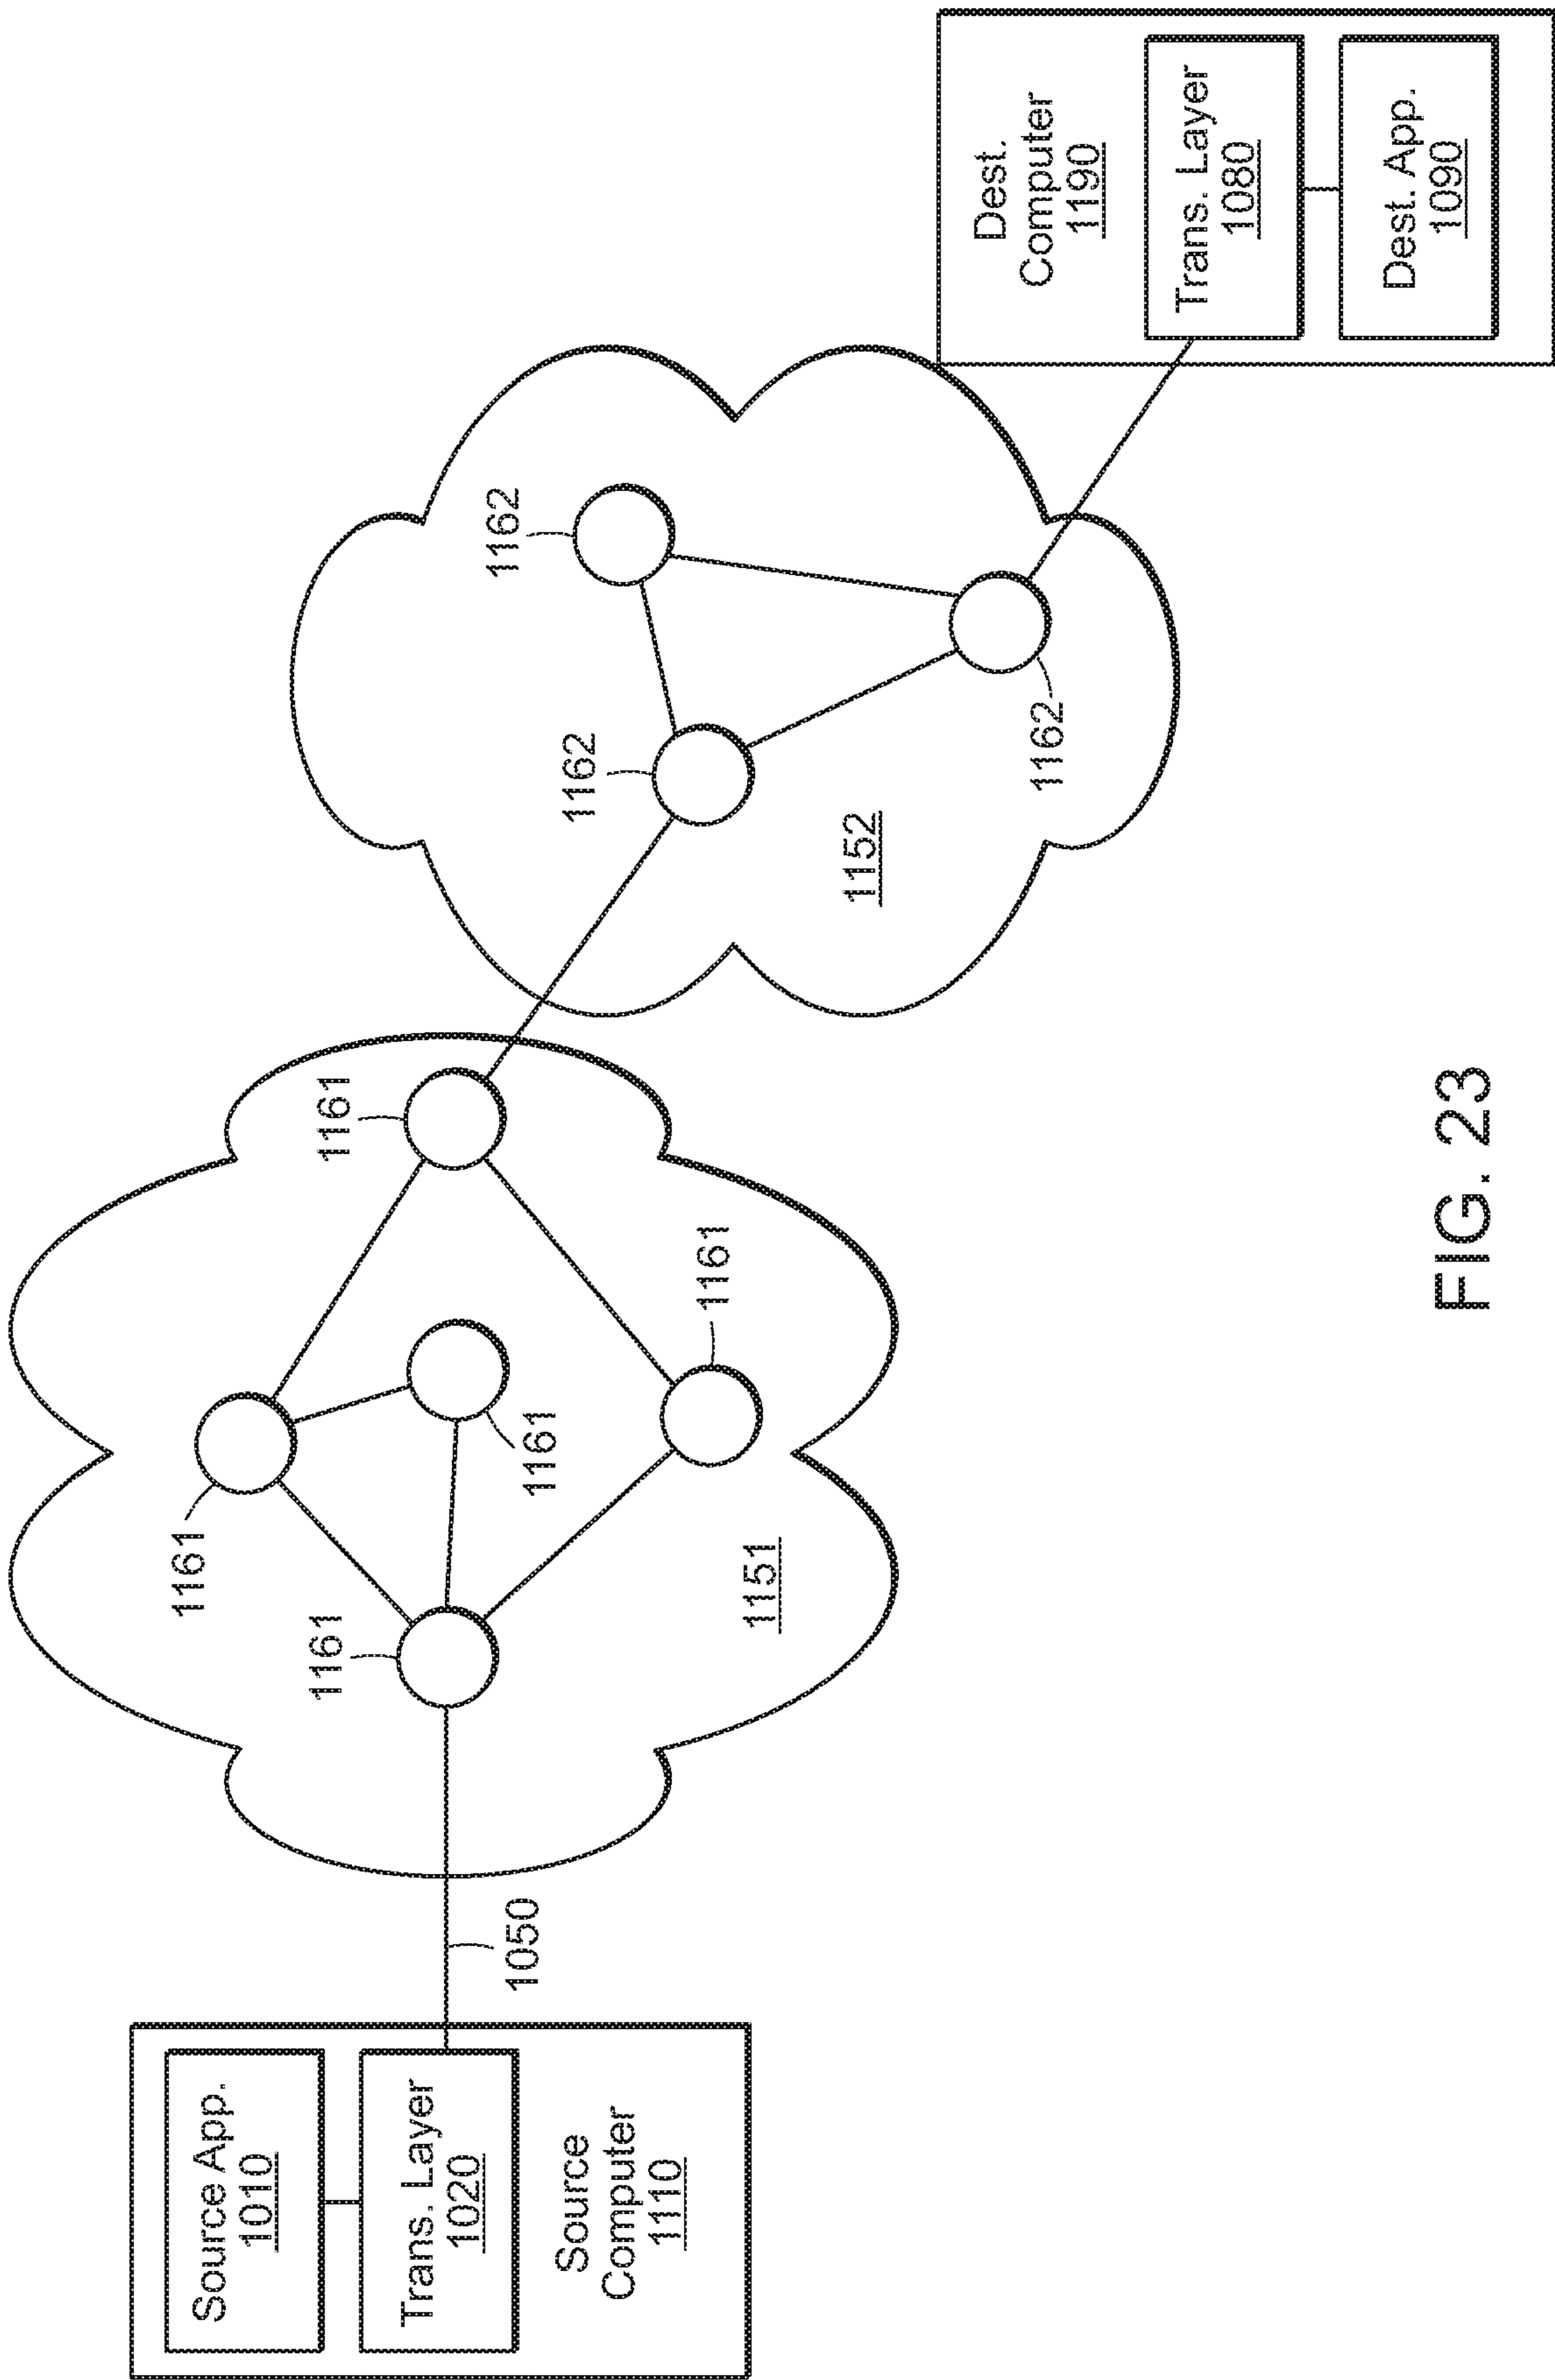 Source App.
1010
Trans. Layer
1020
Source
Computer
1110
1050
1161
1161
1161
1161
1161
1151
1162
1162
1162
1152
Dest.
Computer
1190
Trans. Layer
1080
Dest. App.
1090
FIG. 23